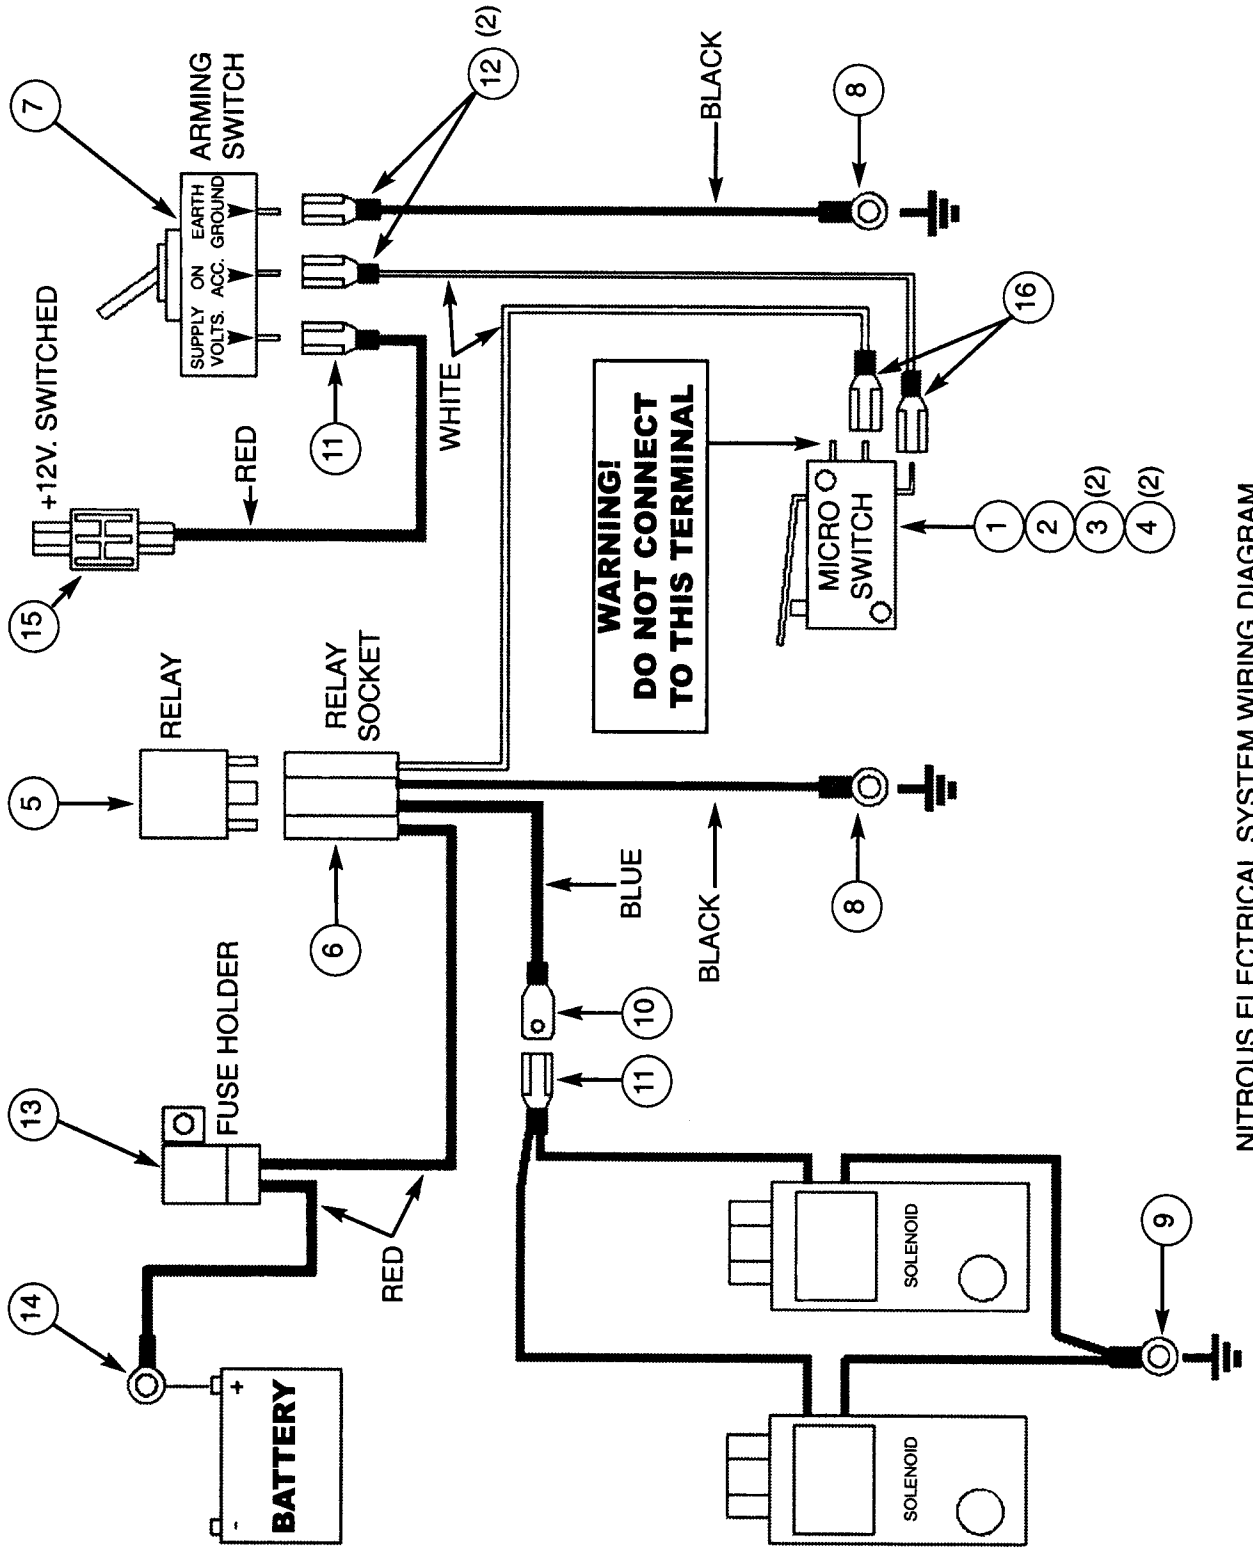 14
13
5
15
7
+12V. SWITCHED
ARMING
SWITCH
SUPPLY
VOLTS.
ON
ACC.
EARTH
GROUND
12 (2)
RELAY
RED
11
FUSE HOLDER
RELAY
SOCKET
6
BATTERY
- +
RED
WHITE
BLUE
BLACK
BLACK
10
11
WARNING!
DO NOT CONNECT
TO THIS TERMINAL
8
8
16
MICRO
SWITCH
1
2
3 (2)
4 (2)
SOLENOID
SOLENOID
9
NITROUS ELECTRICAL SYSTEM WIRING DIAGRAM